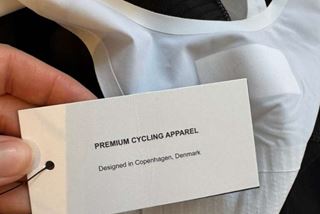 PREMIUM CYCLING APPAREL
Designed in Copenhagen, Denmark